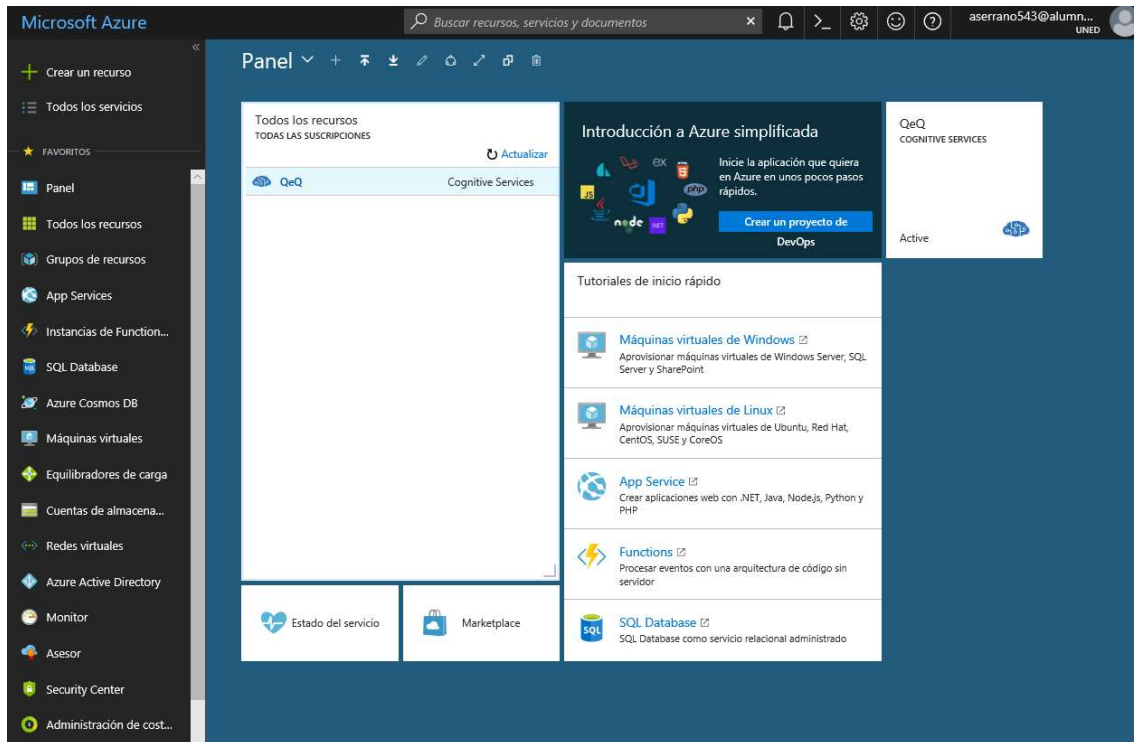 Microsoft Azure
Buscar recursos, servicios y documentos
aserrano543@alumn...
UNED
Crear un recurso
Todos los servicios
FAVORITOS
Panel
Todos los recursos
Grupos de recursos
App Services
Instancias de Function...
SQL Database
Azure Cosmos DB
Máquinas virtuales
Equilibradores de carga
Cuentas de almacena...
Redes virtuales
Azure Active Directory
Monitor
Asesor
Security Center
Administración de cost...
Panel
Todos los recursos
TODAS LAS SUSCRIPCIONES
Actualizar
QeQ Cognitive Services
Estado del servicio
Marketplace
Introducción a Azure simplificada
Inicie la aplicación que quiera
en Azure en unos pocos pasos
rápidos.
ex
JS
php
node
.NET
Crear un proyecto de
DevOps
Tutoriales de inicio rápido
Máquinas virtuales de Windows
Aprovisionar máquinas virtuales de Windows Server, SQL
Server y SharePoint
Máquinas virtuales de Linux
Aprovisionar máquinas virtuales de Ubuntu, Red Hat,
CentOS, SUSE y CoreOS
App Service
Crear aplicaciones web con .NET, Java, Node.js, Python y
PHP
Functions
Procesar eventos con una arquitectura de código sin
servidor
SQL
SQL Database
SQL Database como servicio relacional administrado
QeQ
COGNITIVE SERVICES
Active